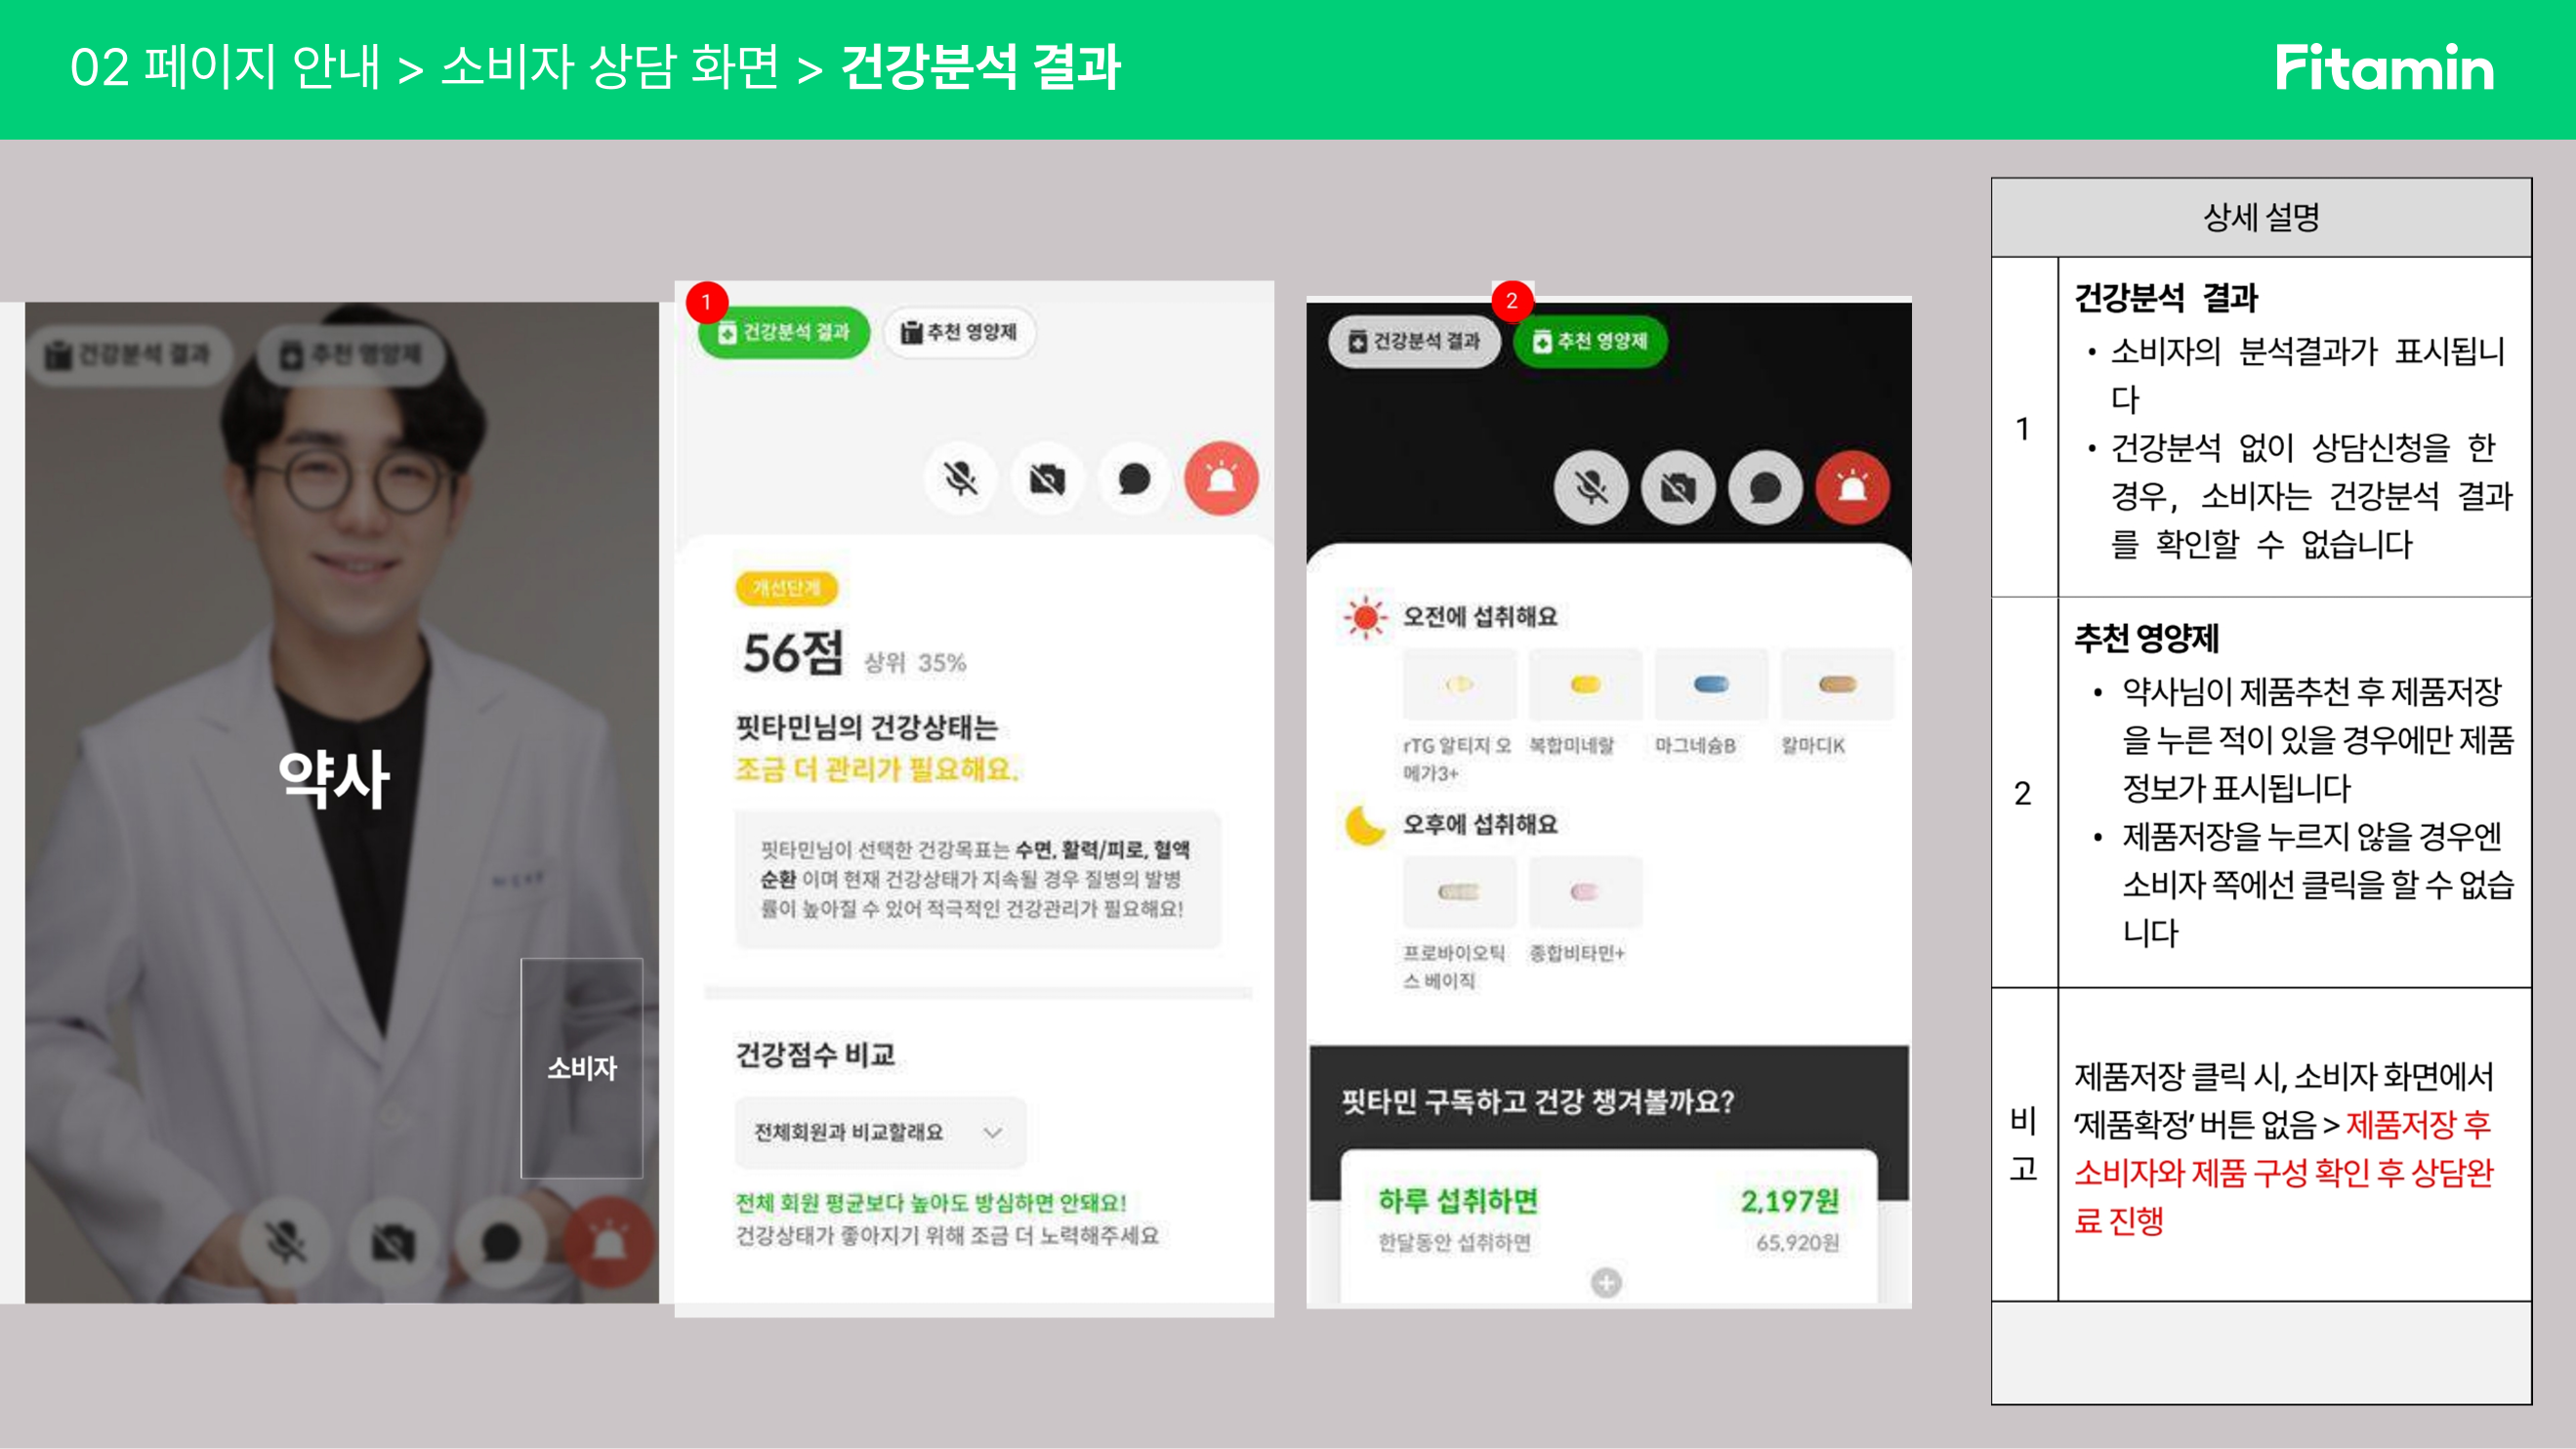 02 페이지 안내 > 소비자 상담 화면 > 건강분석 결과
Fitamin
건강분석 결과
추천 영양제
약사
소비자
1
건강분석 결과
추천 영양제
개선단계
56점 상위 35%
핏타민님의 건강상태는
조금 더 관리가 필요해요.
핏타민님이 선택한 건강목표는 수면, 활력/피로, 혈액
순환 이며 현재 건강상태가 지속될 경우 질병의 발병
률이 높아질 수 있어 적극적인 건강관리가 필요해요!
건강점수 비교
전체회원과 비교할래요
전체 회원 평균보다 높아도 방심하면 안돼요!
건강상태가 좋아지기 위해 조금 더 노력해주세요
2
건강분석 결과
추천 영양제
오전에 섭취해요
rTG 알티지 오
메가3+
복합미네랄
마그네슘B
칼마디K
오후에 섭취해요
프로바이오틱
스 베이직
종합비타민+
핏타민 구독하고 건강 챙겨볼까요?
하루 섭취하면 2,197원
한달동안 섭취하면 65,920원
상세 설명
1
건강분석 결과
• 소비자의 분석결과가 표시됩니
다
• 건강분석 없이 상담신청을 한
경우, 소비자는 건강분석 결과
를 확인할 수 없습니다
2
추천 영양제
• 약사님이 제품추천 후 제품저장
을 누른 적이 있을 경우에만 제품
정보가 표시됩니다
• 제품저장을 누르지 않을 경우엔
소비자 쪽에선 클릭을 할 수 없습
니다
비
고
제품저장 클릭 시, 소비자 화면에서
‘제품확정’ 버튼 없음 > 제품저장 후
소비자와 제품 구성 확인 후 상담완
료 진행